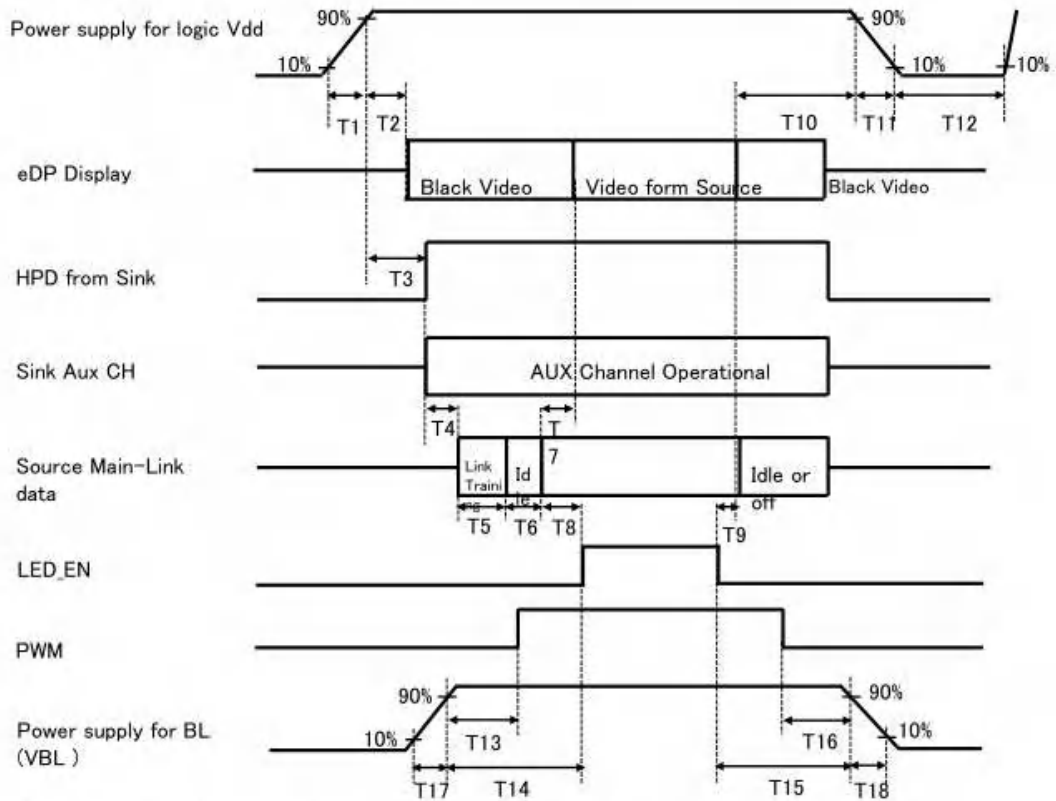 Power supply for logic Vdd
90%
90%
10%
10%
10%
T1
T2
T10
T11
T12
eDP Display
Black Video
Video form Source
Black Video
HPD from Sink
T3
Sink Aux CH
AUX Channel Operational
T4
T
7
Source Main-Link
data
Link
Traini
ng
Id
le
Idle or
off
T5
T6
T8
T9
LED_EN
PWM
90%
90%
Power supply for BL
(VBL )
10%
10%
T13
T16
T17
T14
T15
T18